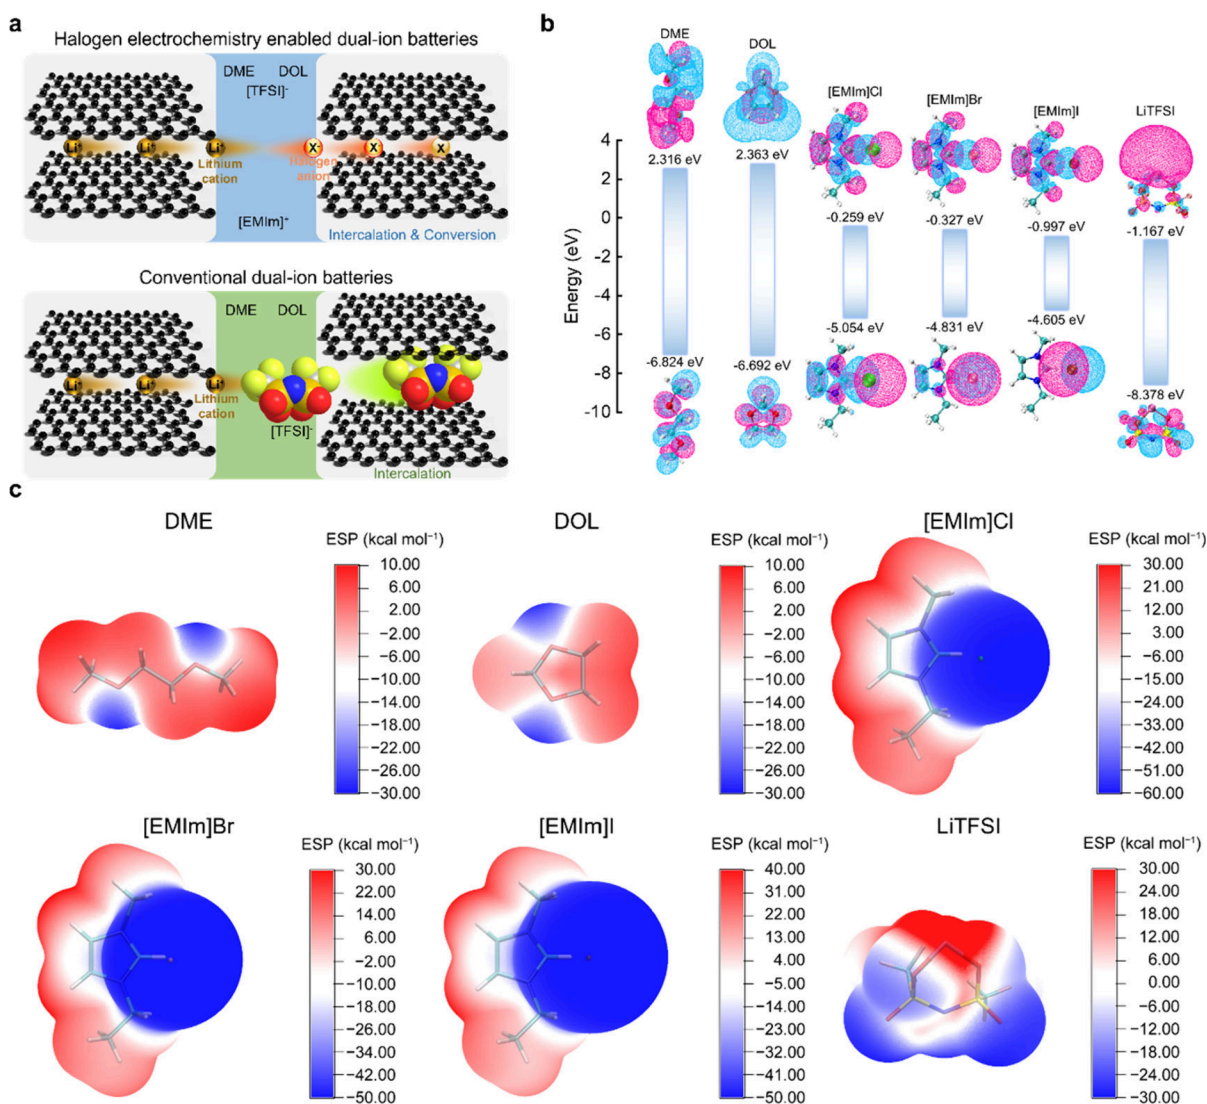 a
Halogen electrochemistry enabled dual-ion batteries
DME DOL
[TFSI]⁻
Li⁺ Li⁺ Li⁺ X⁻ X X
Lithium
cation
Halogen
anion
[EMIm]⁺
Intercalation & Conversion
Conventional dual-ion batteries
DME DOL
Li⁺ Li⁺ Li⁺
Lithium
cation
[TFSI]⁻
Intercalation
b
DME DOL [EMIm]Cl [EMIm]Br [EMIm]I LiTFSI
Energy (eV)
4
2
0
-2
-4
-6
-8
-10
2.316 eV 2.363 eV -0.259 eV -0.327 eV -0.997 eV -1.167 eV
-6.824 eV -6.692 eV -5.054 eV -4.831 eV -4.605 eV -8.378 eV
c
DME
ESP (kcal mol⁻¹)
10.00
6.00
2.00
−2.00
−6.00
−10.00
−14.00
−18.00
−22.00
−26.00
−30.00
DOL
ESP (kcal mol⁻¹)
10.00
6.00
2.00
−2.00
−6.00
−10.00
−14.00
−18.00
−22.00
−26.00
−30.00
[EMIm]Cl
ESP (kcal mol⁻¹)
30.00
21.00
12.00
3.00
−6.00
−15.00
−24.00
−33.00
−42.00
−51.00
−60.00
[EMIm]Br
ESP (kcal mol⁻¹)
30.00
22.00
14.00
6.00
−2.00
−10.00
−18.00
−26.00
−34.00
−42.00
−50.00
[EMIm]I
ESP (kcal mol⁻¹)
40.00
31.00
22.00
13.00
4.00
−5.00
−14.00
−23.00
−32.00
−41.00
−50.00
LiTFSI
ESP (kcal mol⁻¹)
30.00
24.00
18.00
12.00
6.00
0.00
−6.00
−12.00
−18.00
−24.00
−30.00